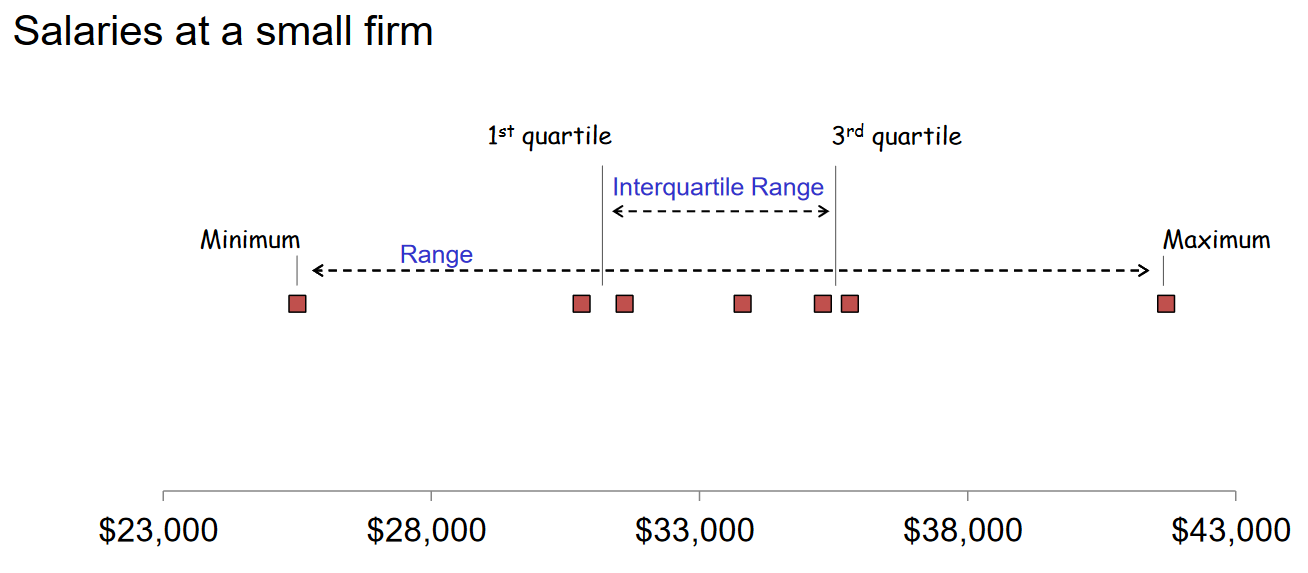 Salaries at a small firm
1st quartile
3rd quartile
Interquartile Range
Minimum
Range
Maximum
$23,000
$28,000
$33,000
$38,000
$43,000